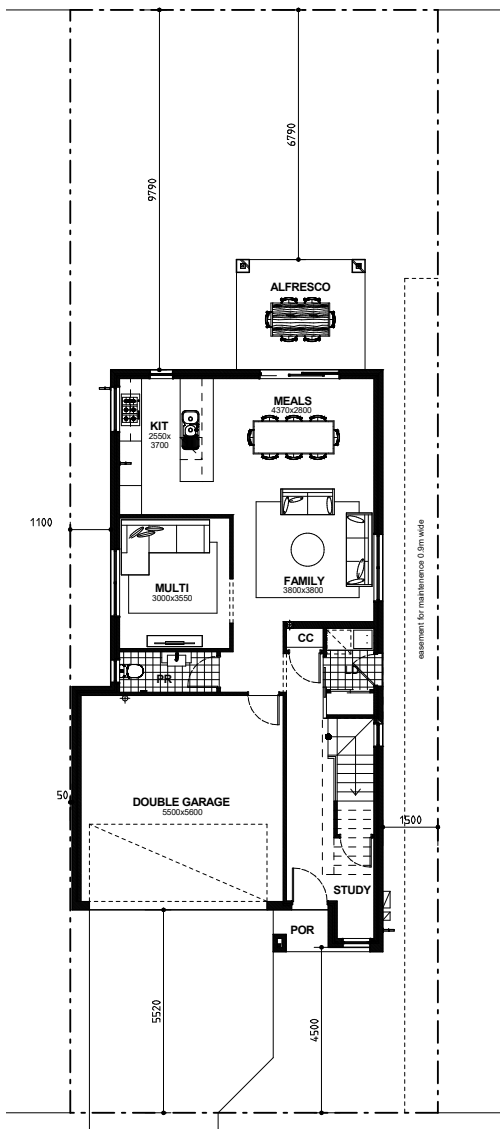 9790
6790
ALFRESCO
MEALS
4370x2800
KIT
2550x
3700
1100
easement for maintenence 0.9m wide
MULTI
3000x3550
FAMILY
3800x3800
CC
L'
PR
50
DOUBLE GARAGE
5500x5600
1500
STUDY
POR
5520
4500